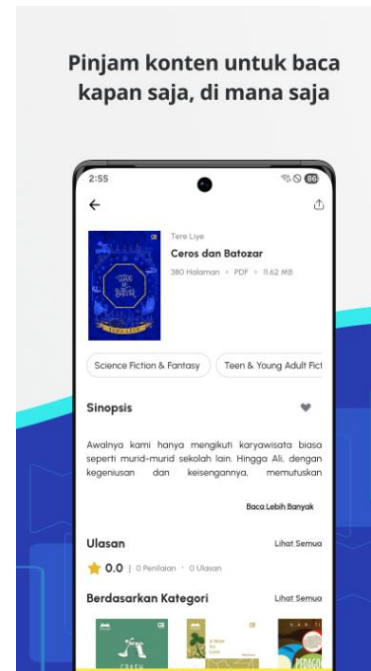 Pinjam konten untuk baca
kapan saja, di mana saja
2:55
86
Tere Liye
Ceros dan Batozar
380 Halaman • PDF • 11.62 MB
Science Fiction & Fantasy
Teen & Young Adult Fict
Sinopsis
Awalnya kami hanya mengikuti karyawisata biasa
seperti murid-murid sekolah lain. Hingga Ali, dengan
kegeniusan dan keisengannya, memutuskan
Baca Lebih Banyak
Ulasan
Lihat Semua
0.0 | 0 Penilaian • 0 Ulasan
Berdasarkan Kategori
Lihat Semua